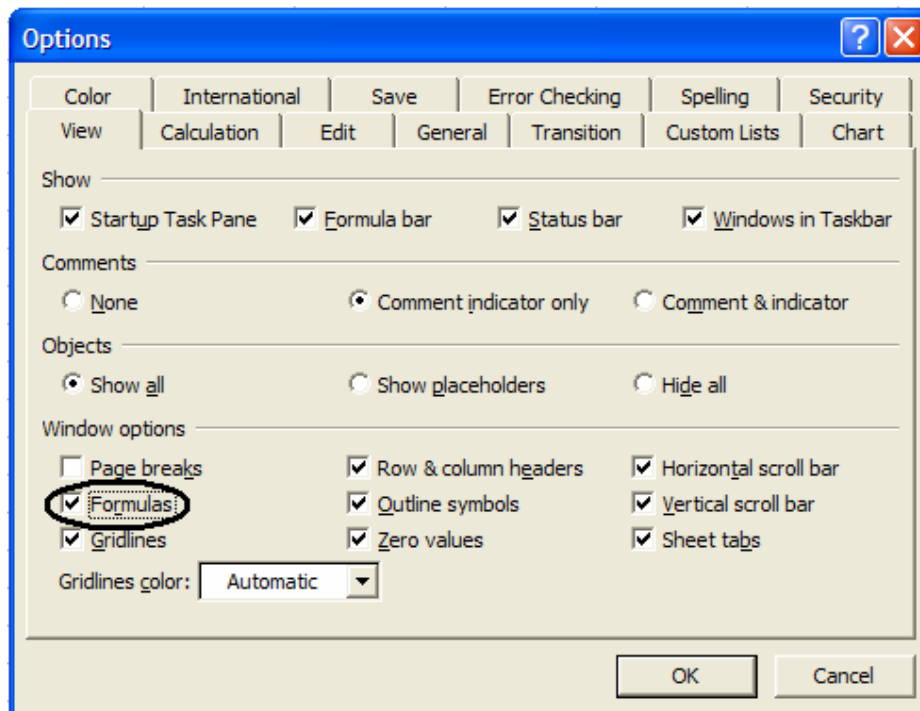 Options
Color International Save Error Checking Spelling Security
View Calculation Edit General Transition Custom Lists Chart
Show
Startup Task Pane Formula bar Status bar Windows in Taskbar
Comments
None Comment indicator only Comment & indicator
Objects
Show all Show placeholders Hide all
Window options
Page breaks Row & column headers Horizontal scroll bar
Formulas Outline symbols Vertical scroll bar
Gridlines Zero values Sheet tabs
Gridlines color: Automatic
OK Cancel